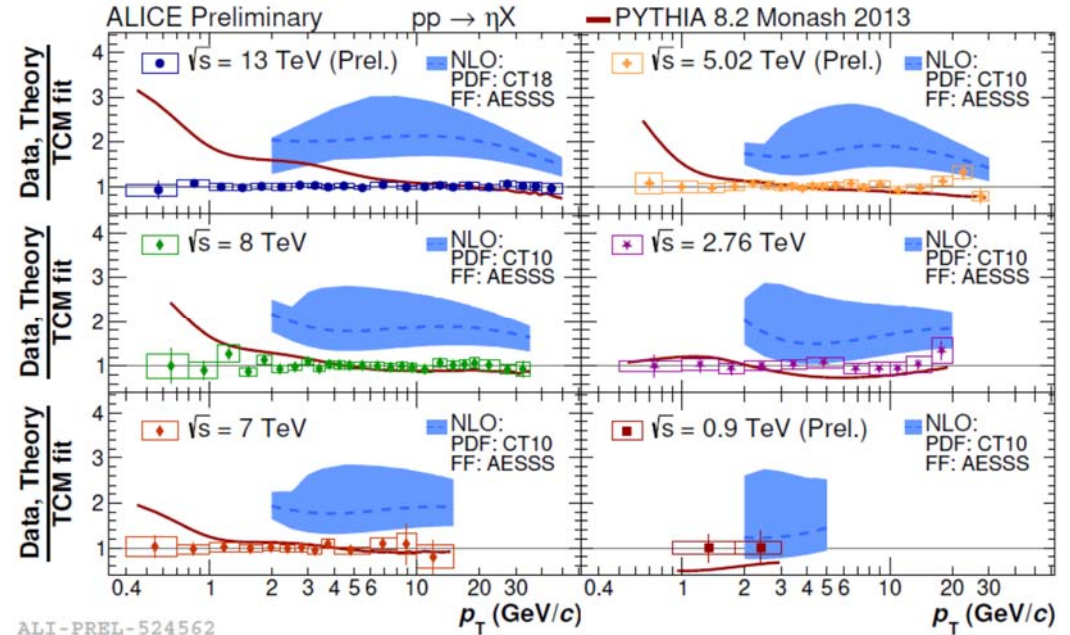 ALICE Preliminary pp → ηX PYTHIA 8.2 Monash 2013
Data, Theory
TCM fit
4
3
2
1
√s = 13 TeV (Prel.)
NLO:
PDF: CT18
FF: AESSS
√s = 5.02 TeV (Prel.)
NLO:
PDF: CT10
FF: AESSS
Data, Theory
TCM fit
4
3
2
1
√s = 8 TeV
NLO:
PDF: CT10
FF: AESSS
√s = 2.76 TeV
NLO:
PDF: CT10
FF: AESSS
Data, Theory
TCM fit
4
3
2
1
√s = 7 TeV
NLO:
PDF: CT10
FF: AESSS
√s = 0.9 TeV (Prel.)
NLO:
PDF: CT10
FF: AESSS
0.4 1 2 3 4 5 6 10 20 30 0.4 1 2 3 4 5 6 10 20 30
pT (GeV/c) pT (GeV/c)
ALI-PREL-524562